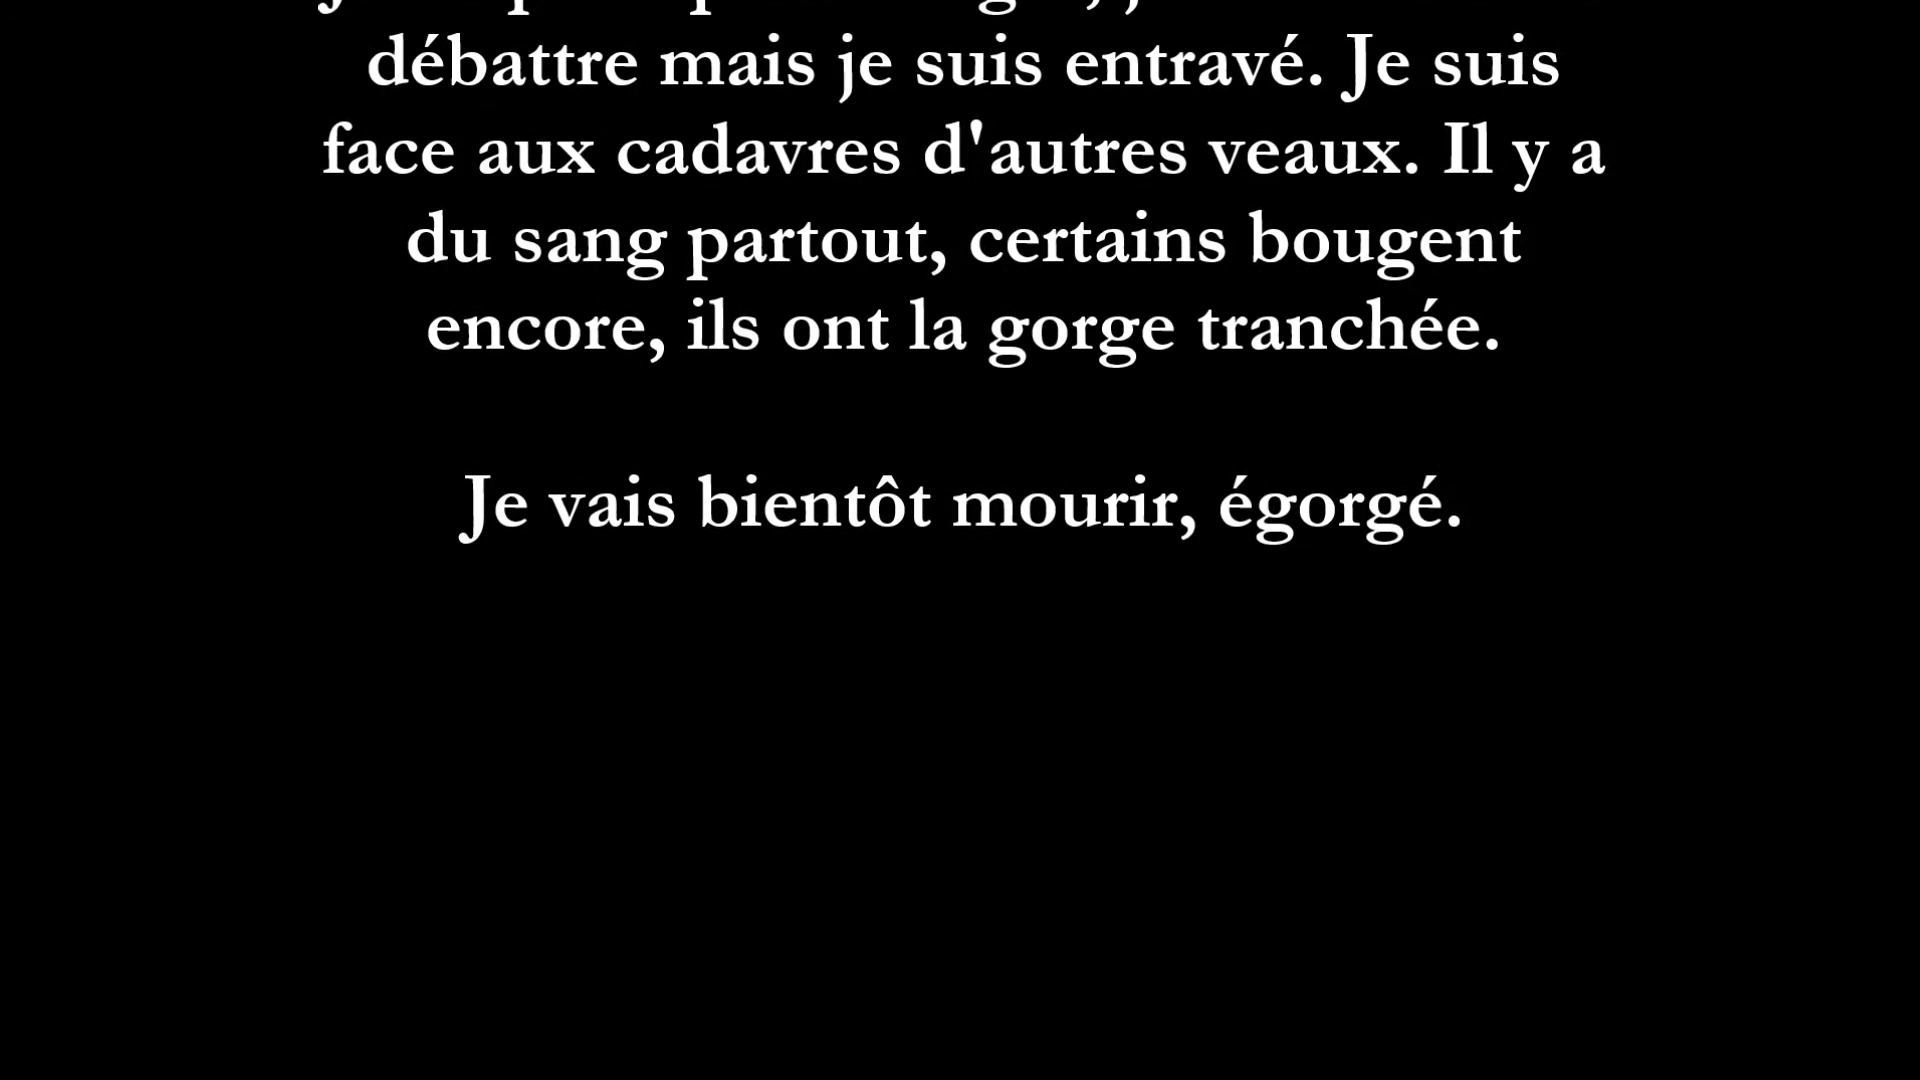 débattre mais je suis entravé. Je suis
face aux cadavres d'autres veaux. Il y a
du sang partout, certains bougent
encore, ils ont la gorge tranchée.
Je vais bientôt mourir, égorgé.